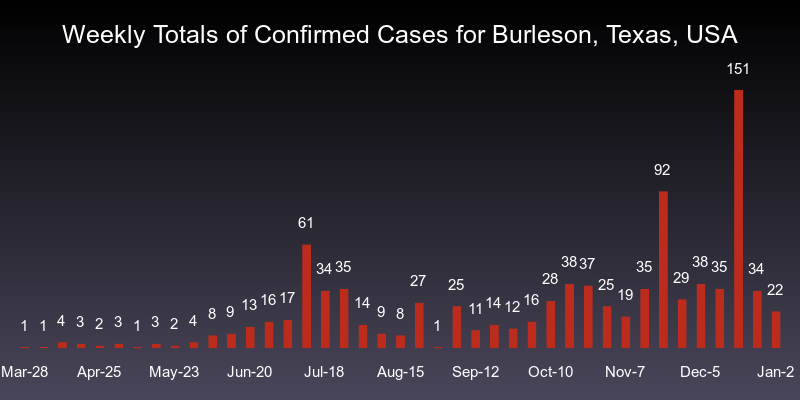 Weekly Totals of Confirmed Cases for Burleson, Texas, USA
151
92
61
34 35 27 25 28 38 37 25 19 35 29 38 35 34 22
1 1 4 3 2 3 1 3 2 4 8 9 13 16 17 14 9 8 1 11 14 12 16
Mar-28 Apr-25 May-23 Jun-20 Jul-18 Aug-15 Sep-12 Oct-10 Nov-7 Dec-5 Jan-2